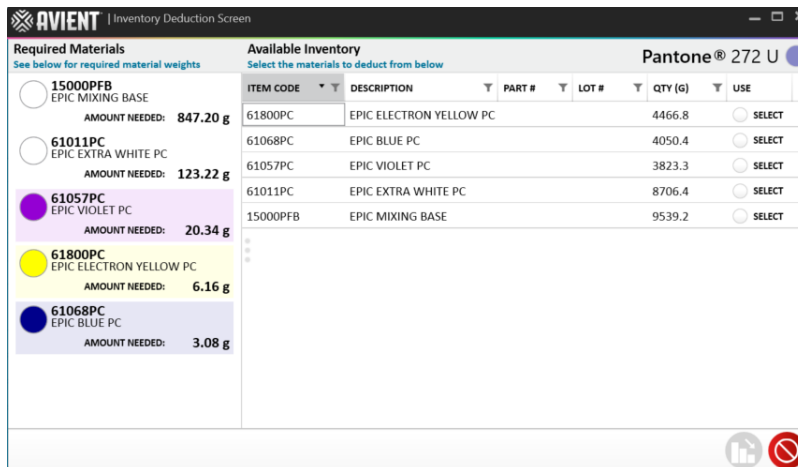 AVIENT | Inventory Deduction Screen
Required Materials
See below for required material weights
Available Inventory
Select the materials to deduct from below
Pantone® 272 U
15000PFB
EPIC MIXING BASE
AMOUNT NEEDED: 847.20 g
61011PC
EPIC EXTRA WHITE PC
AMOUNT NEEDED: 123.22 g
61057PC
EPIC VIOLET PC
AMOUNT NEEDED: 20.34 g
61800PC
EPIC ELECTRON YELLOW PC
AMOUNT NEEDED: 6.16 g
61068PC
EPIC BLUE PC
AMOUNT NEEDED: 3.08 g
ITEM CODE DESCRIPTION PART # LOT # QTY (G) USE
61800PC EPIC ELECTRON YELLOW PC 4466.8 SELECT
61068PC EPIC BLUE PC 4050.4 SELECT
61057PC EPIC VIOLET PC 3823.3 SELECT
61011PC EPIC EXTRA WHITE PC 8706.4 SELECT
15000PFB EPIC MIXING BASE 9539.2 SELECT